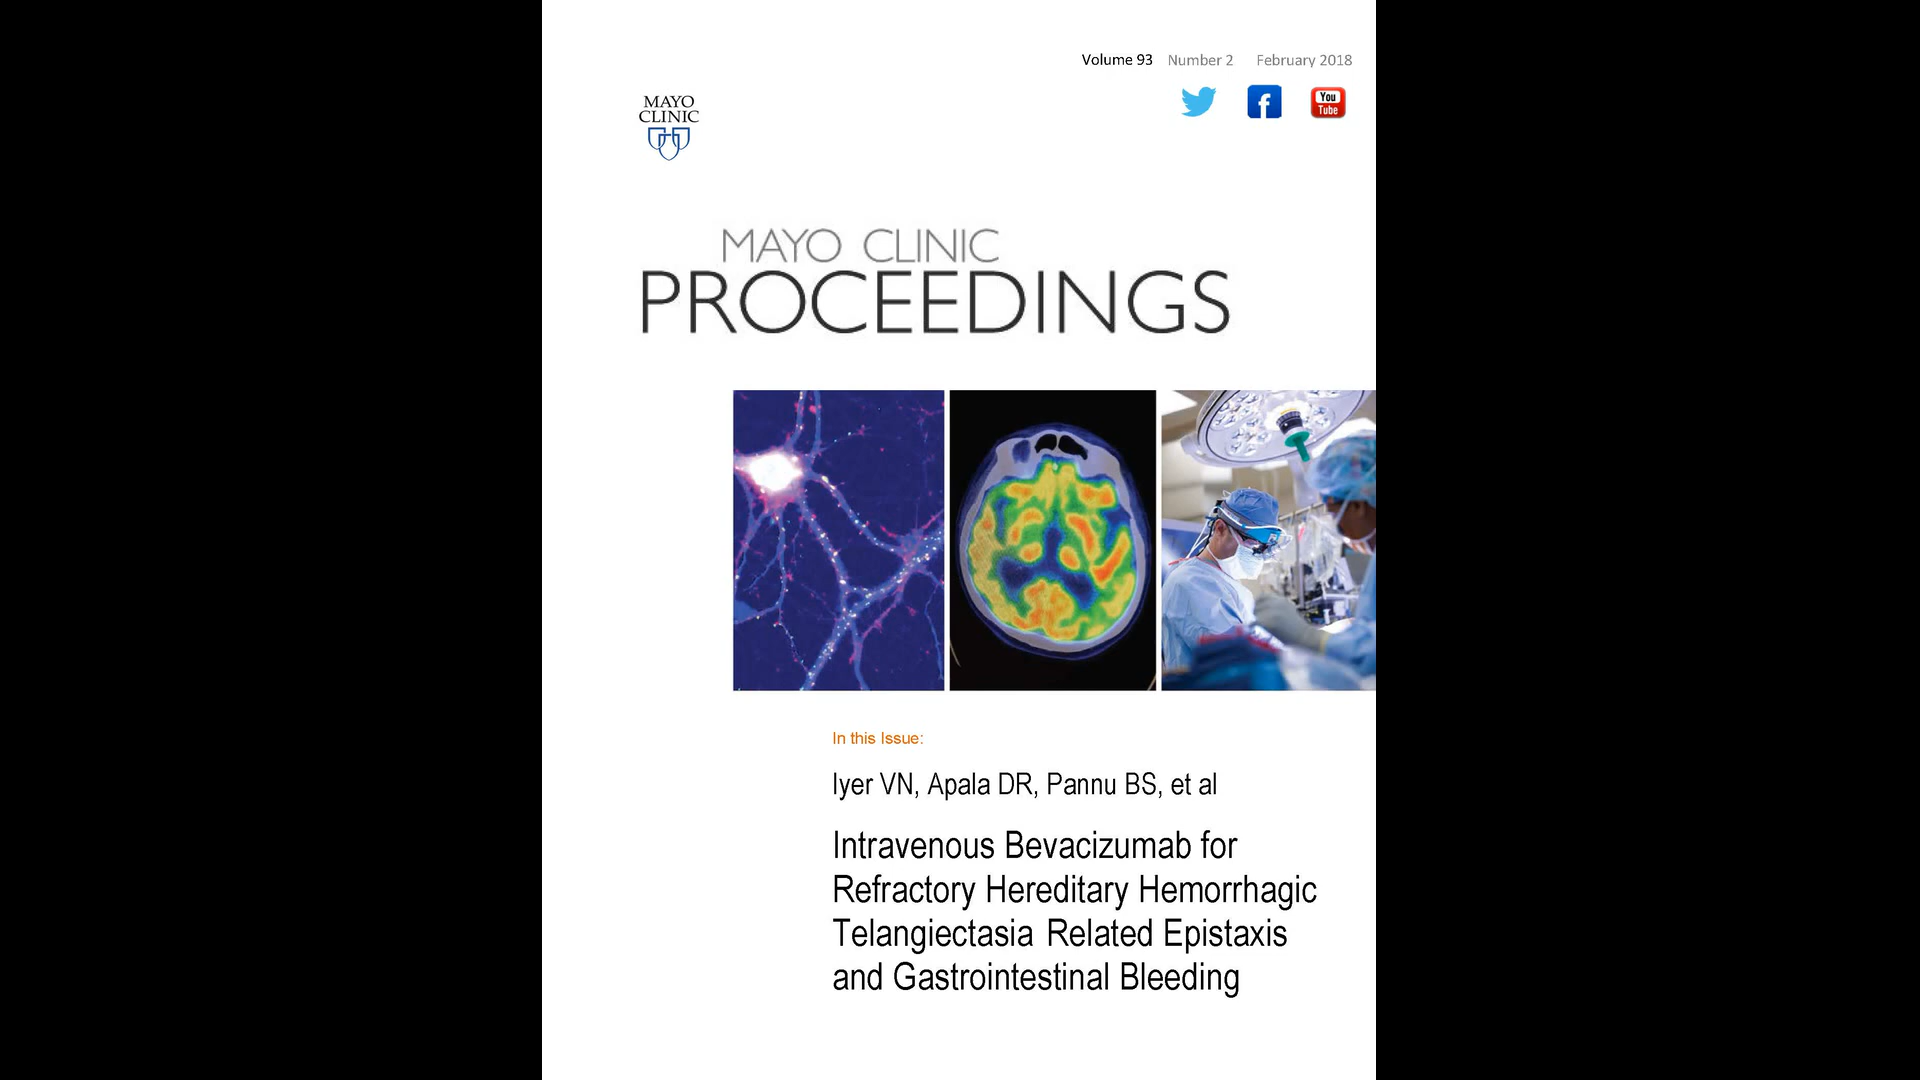 Volume 93 Number 2 February 2018
You
Tube
MAYO
CLINIC
MAYO CLINIC
PROCEEDINGS
In this Issue:
Iyer VN, Apala DR, Pannu BS, et al
Intravenous Bevacizumab for
Refractory Hereditary Hemorrhagic
Telangiectasia Related Epistaxis
and Gastrointestinal Bleeding